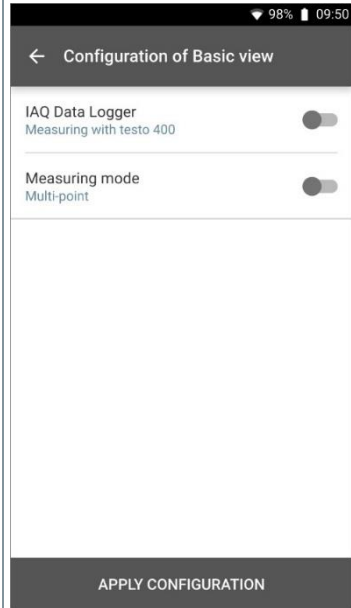 98% 09:50
Configuration of Basic view
IAQ Data Logger
Measuring with testo 400
Measuring mode
Multi-point
APPLY CONFIGURATION